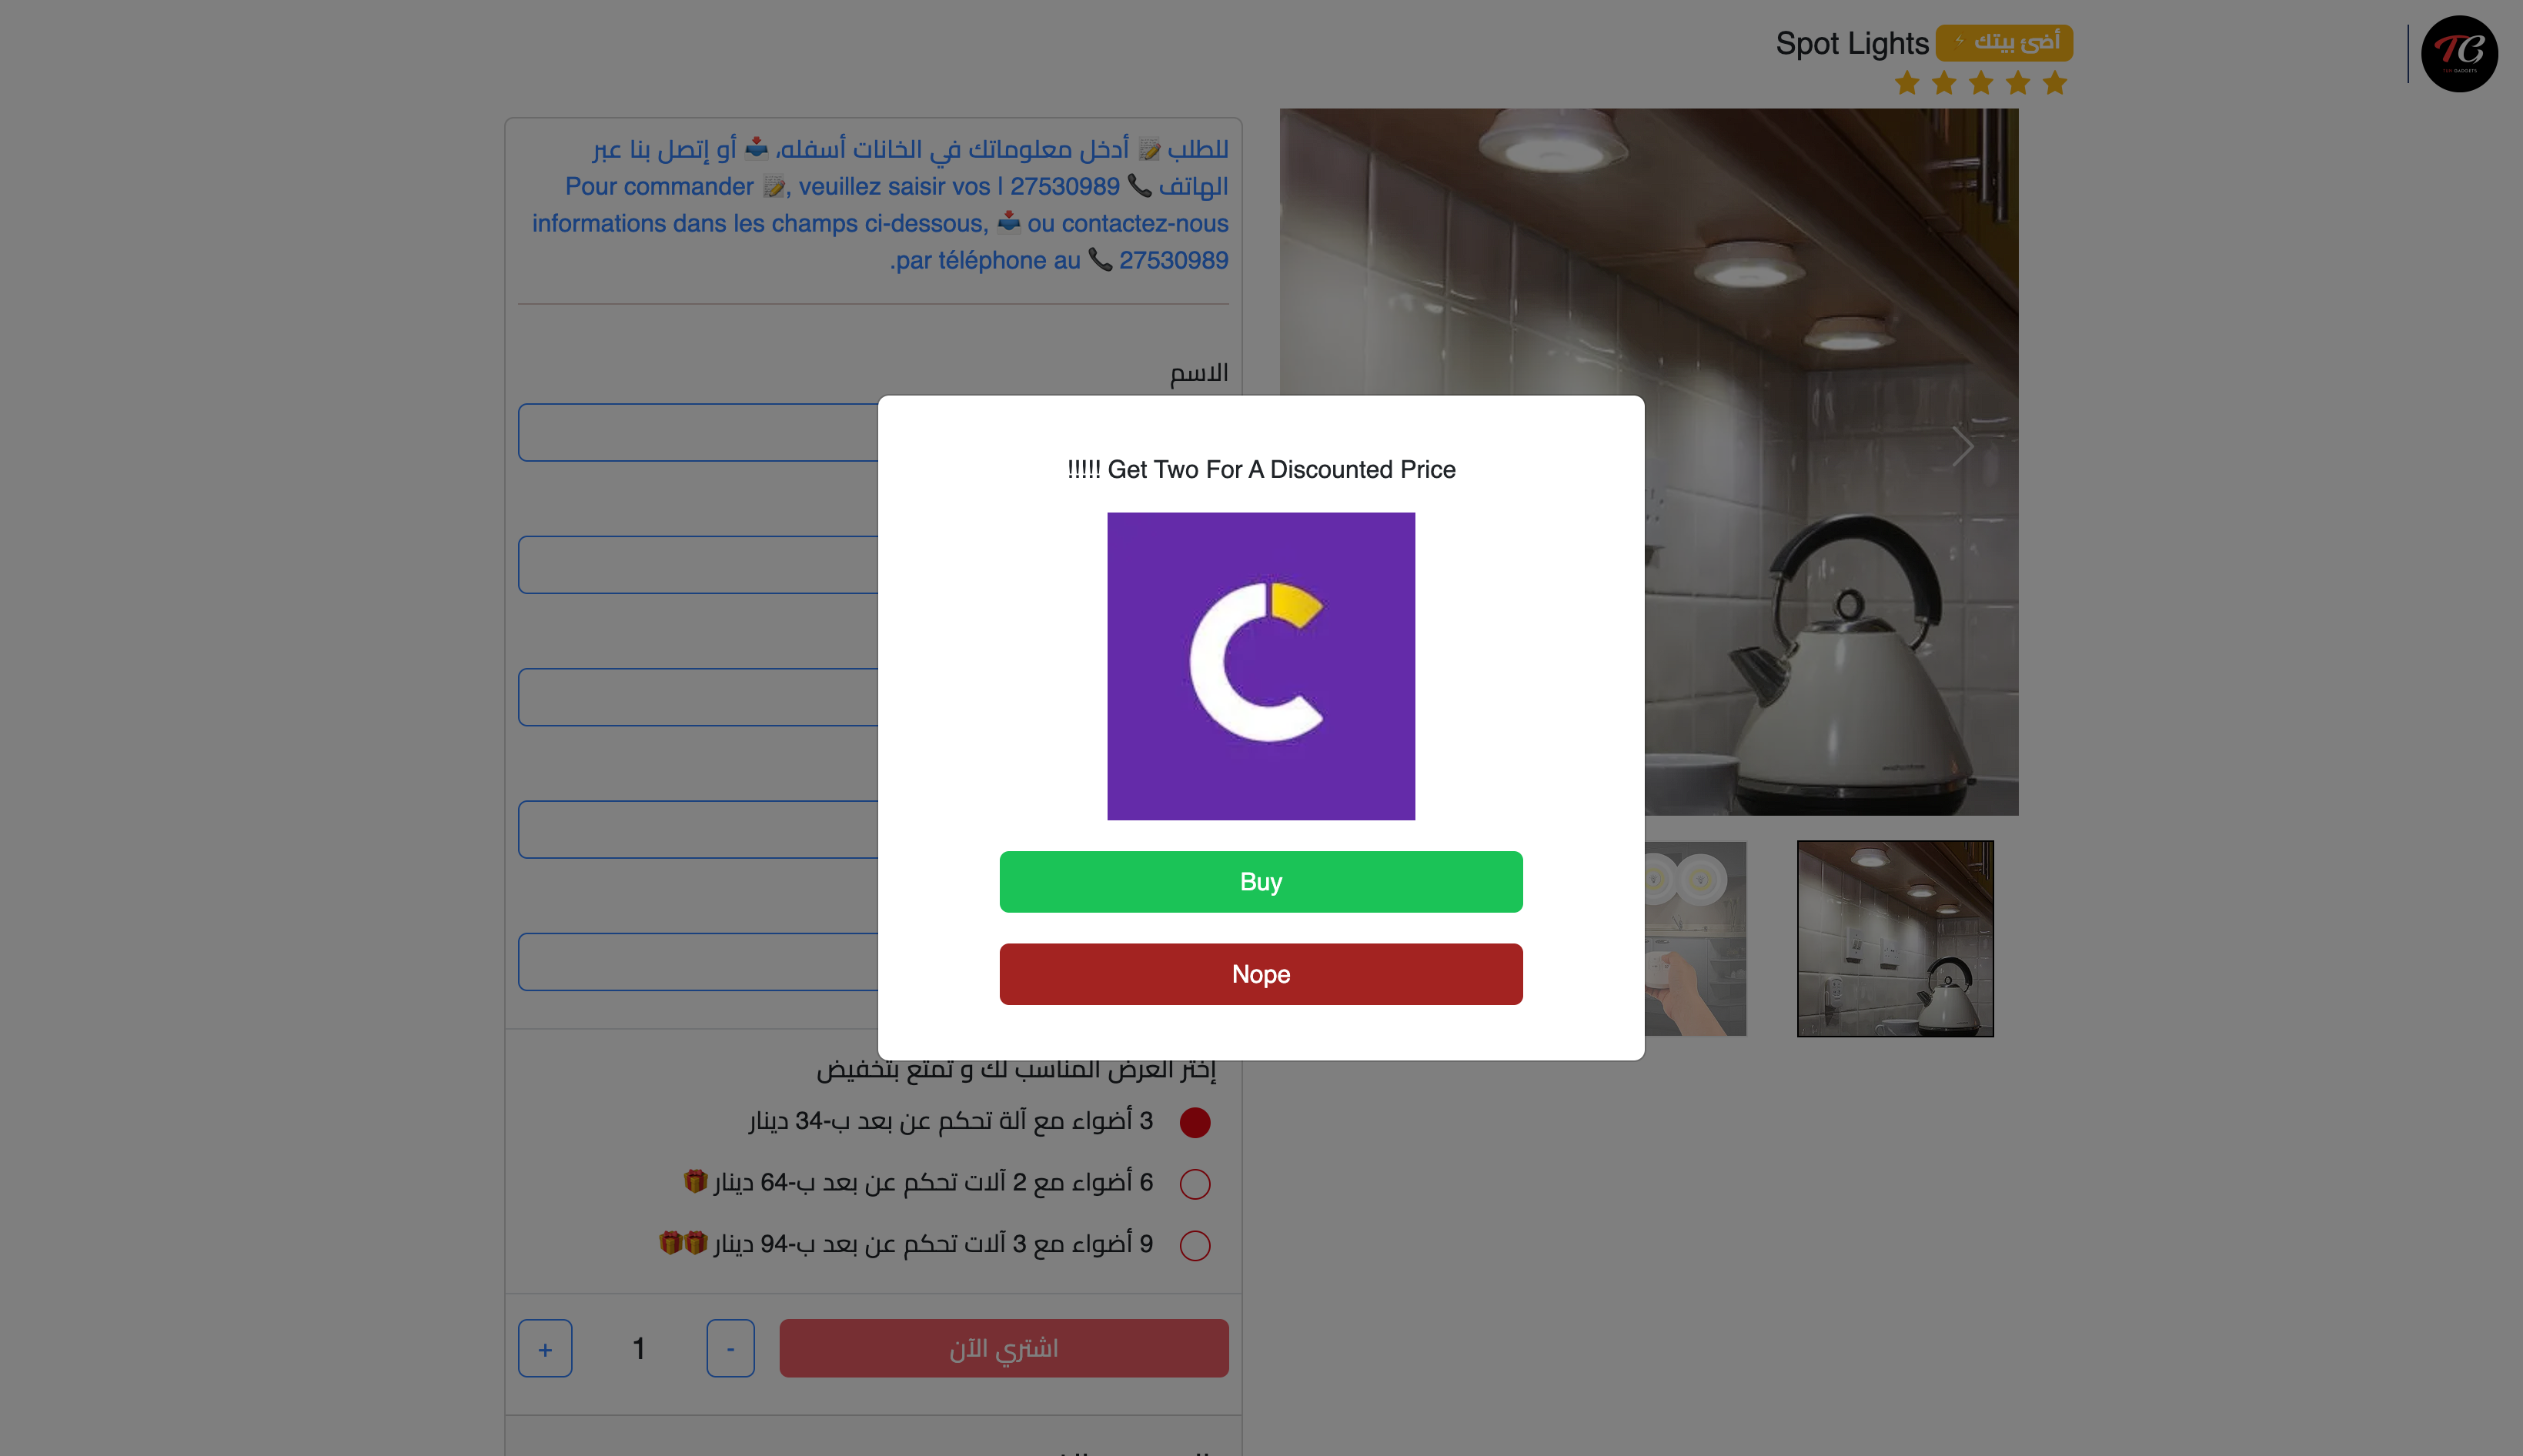 Spot Lights أضئ بيتك ⚡
TC
TUNI GADGETS
للطلب 📝 أدخل معلوماتك في الخانات أسفله، 📥 أو إتصل بنا عبر
الهاتف 📞 27530989 | Pour commander 📝, veuillez saisir vos
informations dans les champs ci-dessous, 📥 ou contactez-nous
par téléphone au 📞 27530989.
الاسم
!!!!! Get Two For A Discounted Price
Buy
Nope
إختر العرض المناسب لك و تمتع بتخفيض
3 أضواء مع آلة تحكم عن بعد ب-34 دينار
6 أضواء مع 2 آلات تحكم عن بعد ب-64 دينار 🎁
9 أضواء مع 3 آلات تحكم عن بعد ب-94 دينار 🎁🎁
اشتري الآن
- 1 +